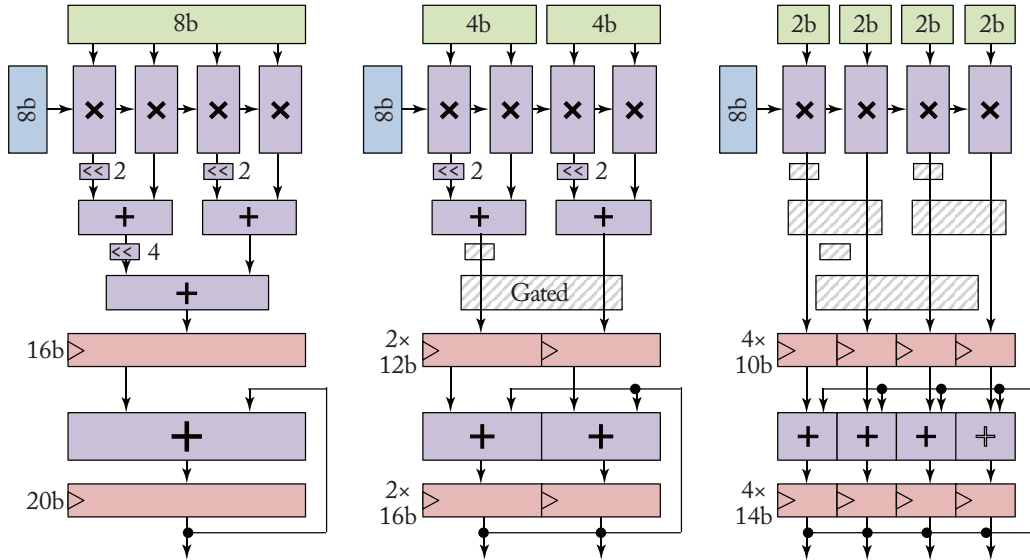 8b
8b
×
×
×
×
<< 2
<< 2
+
+
<< 4
+
16b
+
20b
4b
4b
8b
×
×
×
×
<< 2
<< 2
+
+
Gated
2×
12b
+
+
2×
16b
2b
2b
2b
2b
8b
×
×
×
×
4×
10b
+
+
+
+
4×
14b